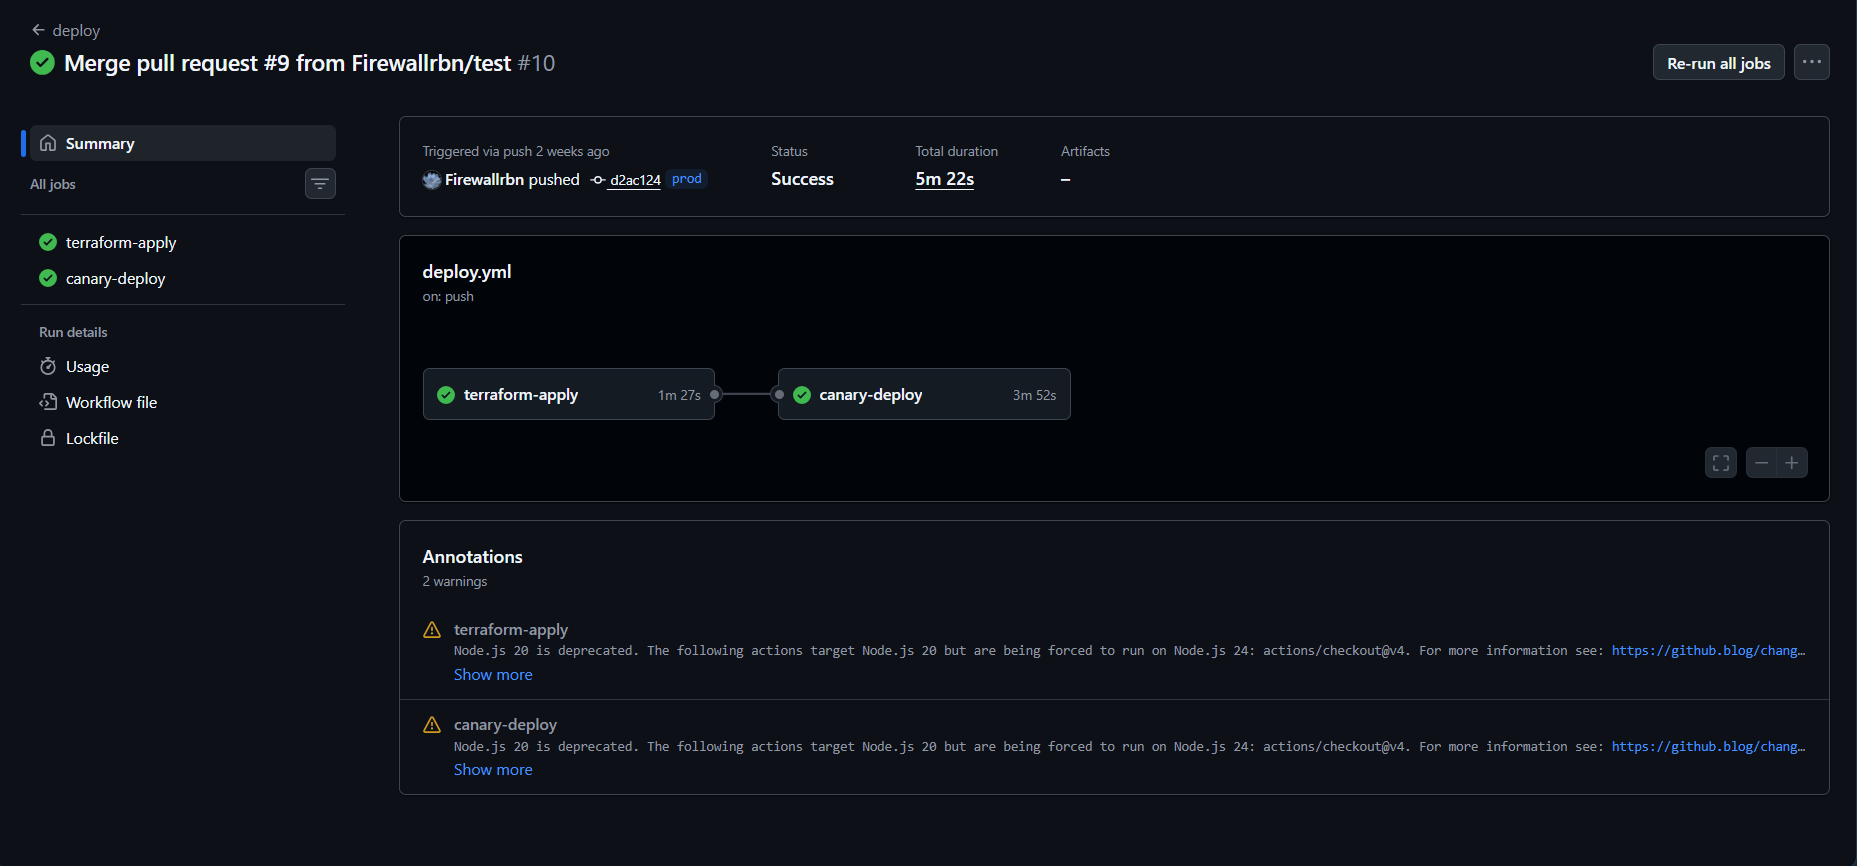 deploy
Merge pull request #9 from Firewallrbn/test #10
Re-run all jobs
Summary
All jobs
terraform-apply
canary-deploy
Run details
Usage
Workflow file
Lockfile
Triggered via push 2 weeks ago
Firewallrbn pushed d2ac124 prod
Status
Success
Total duration
5m 22s
Artifacts
–
deploy.yml
on: push
terraform-apply 1m 27s
canary-deploy 3m 52s
Annotations
2 warnings
terraform-apply
Node.js 20 is deprecated. The following actions target Node.js 20 but are being forced to run on Node.js 24: actions/checkout@v4. For more information see: https://github.blog/chang…
Show more
canary-deploy
Node.js 20 is deprecated. The following actions target Node.js 20 but are being forced to run on Node.js 24: actions/checkout@v4. For more information see: https://github.blog/chang…
Show more